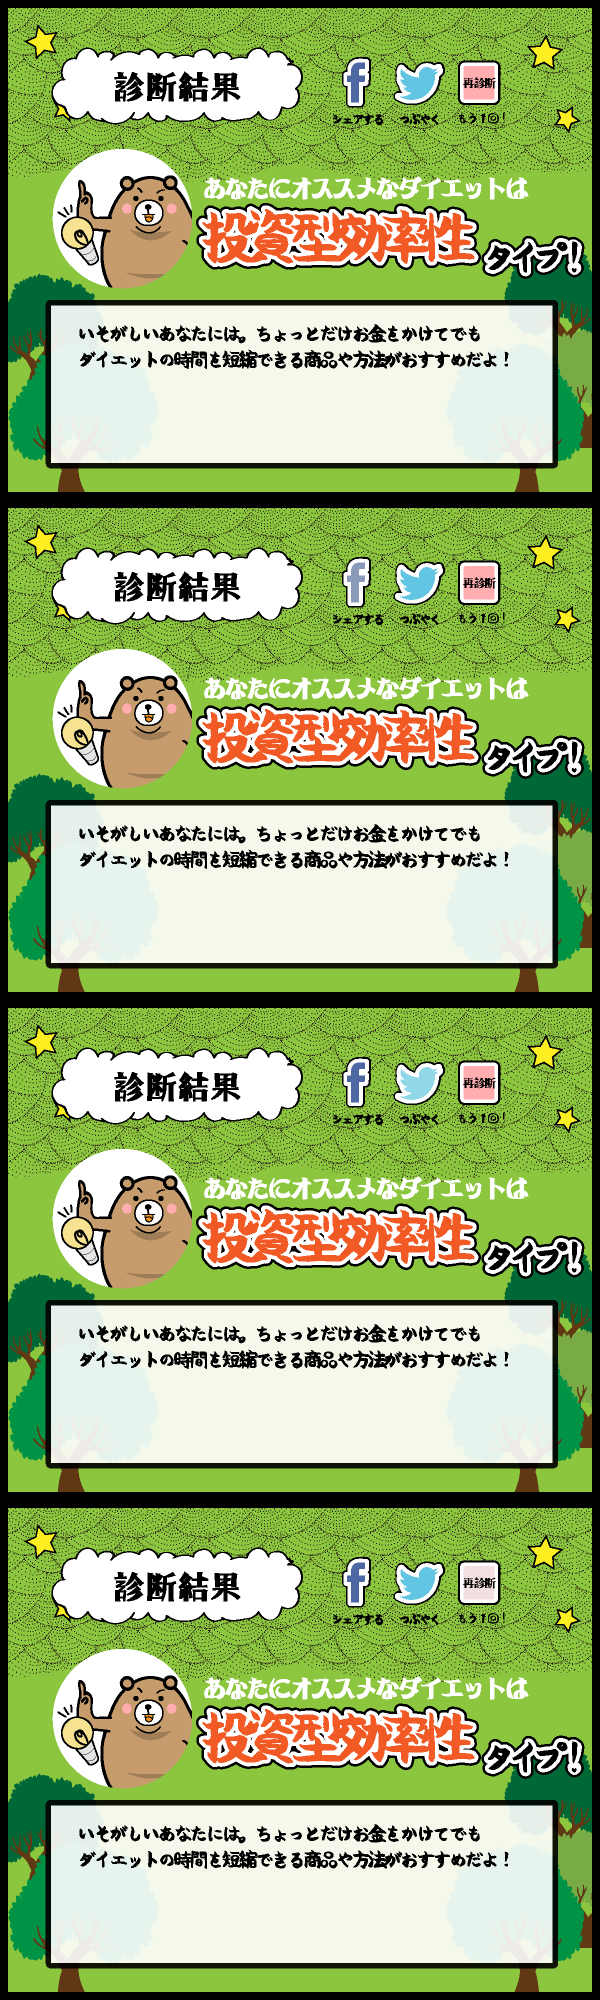 診断結果
再診断
シェアする つぶやく もう1回!
あなたにオススメなダイエットは
投資型効率性 タイプ!
いそがしいあなたには。ちょっとだけお金をかけてでも
ダイエットの時間を短縮できる商品や方法がおすすめだよ!
診断結果
再診断
シェアする つぶやく もう1回!
あなたにオススメなダイエットは
投資型効率性 タイプ!
いそがしいあなたには。ちょっとだけお金をかけてでも
ダイエットの時間を短縮できる商品や方法がおすすめだよ!
診断結果
再診断
シェアする つぶやく もう1回!
あなたにオススメなダイエットは
投資型効率性 タイプ!
いそがしいあなたには。ちょっとだけお金をかけてでも
ダイエットの時間を短縮できる商品や方法がおすすめだよ!
診断結果
再診断
シェアする つぶやく もう1回!
あなたにオススメなダイエットは
投資型効率性 タイプ!
いそがしいあなたには。ちょっとだけお金をかけてでも
ダイエットの時間を短縮できる商品や方法がおすすめだよ!